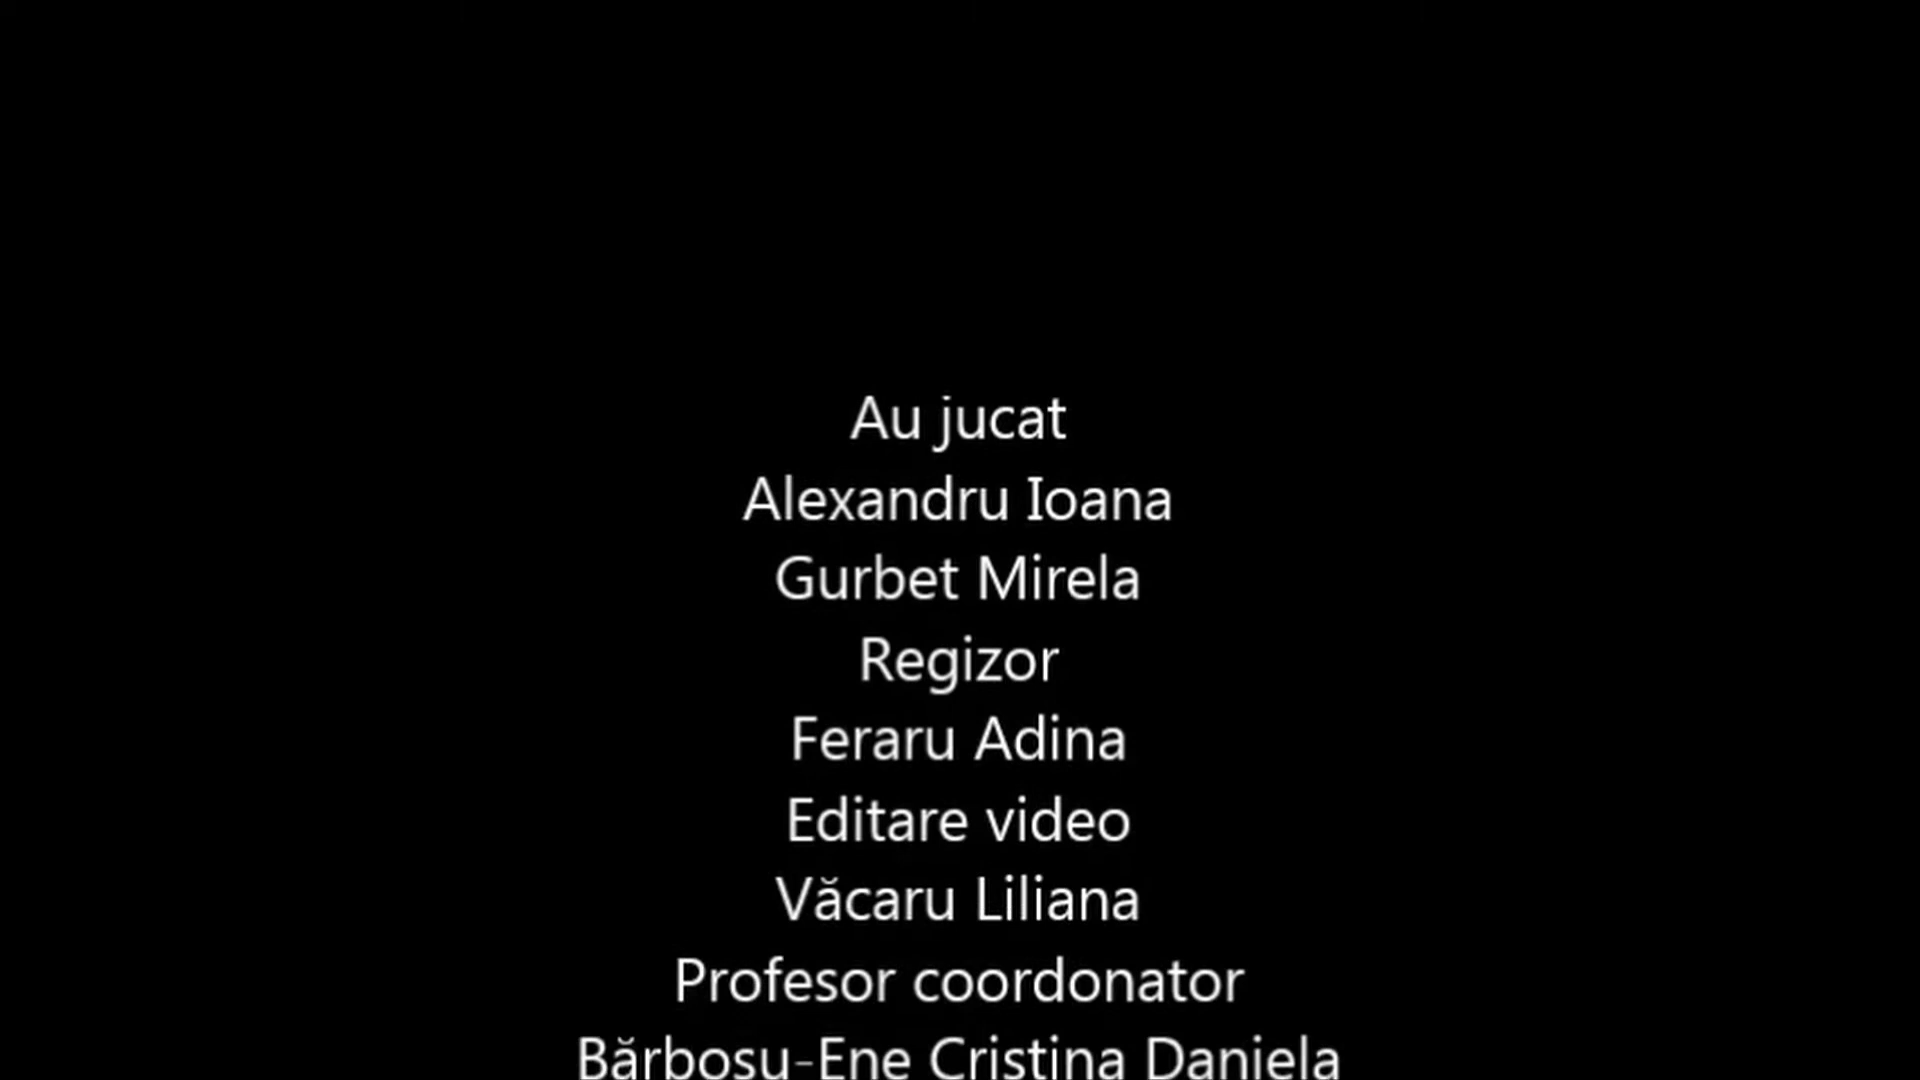 Au jucat
Alexandru Ioana
Gurbet Mirela
Regizor
Feraru Adina
Editare video
Văcaru Liliana
Profesor coordonator
Bărbosu-Ene Cristina Daniela